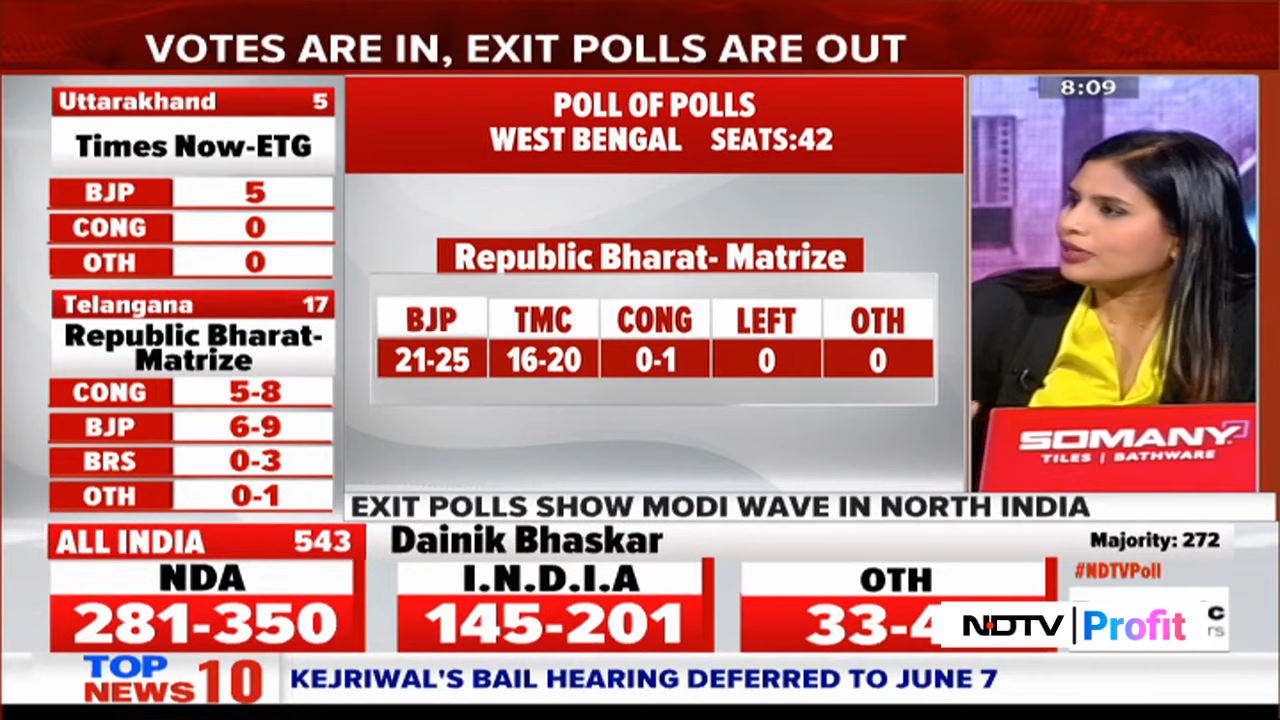 VOTES ARE IN, EXIT POLLS ARE OUT
8:09
Uttarakhand 5
Times Now-ETG
BJP 5
CONG 0
OTH 0
Telangana 17
Republic Bharat-
Matrize
CONG 5-8
BJP 6-9
BRS 0-3
OTH 0-1
POLL OF POLLS
WEST BENGAL SEATS:42
Republic Bharat- Matrize
BJP TMC CONG LEFT OTH
21-25 16-20 0-1 0 0
SOMANY
TILES | BATHWARE
EXIT POLLS SHOW MODI WAVE IN NORTH INDIA
ALL INDIA 543 Dainik Bhaskar Majority: 272
#NDTVPoll
NDA I.N.D.I.A OTH
281-350 145-201 33-4
NDTV | Profit
TOP
NEWS 10
KEJRIWAL'S BAIL HEARING DEFERRED TO JUNE 7